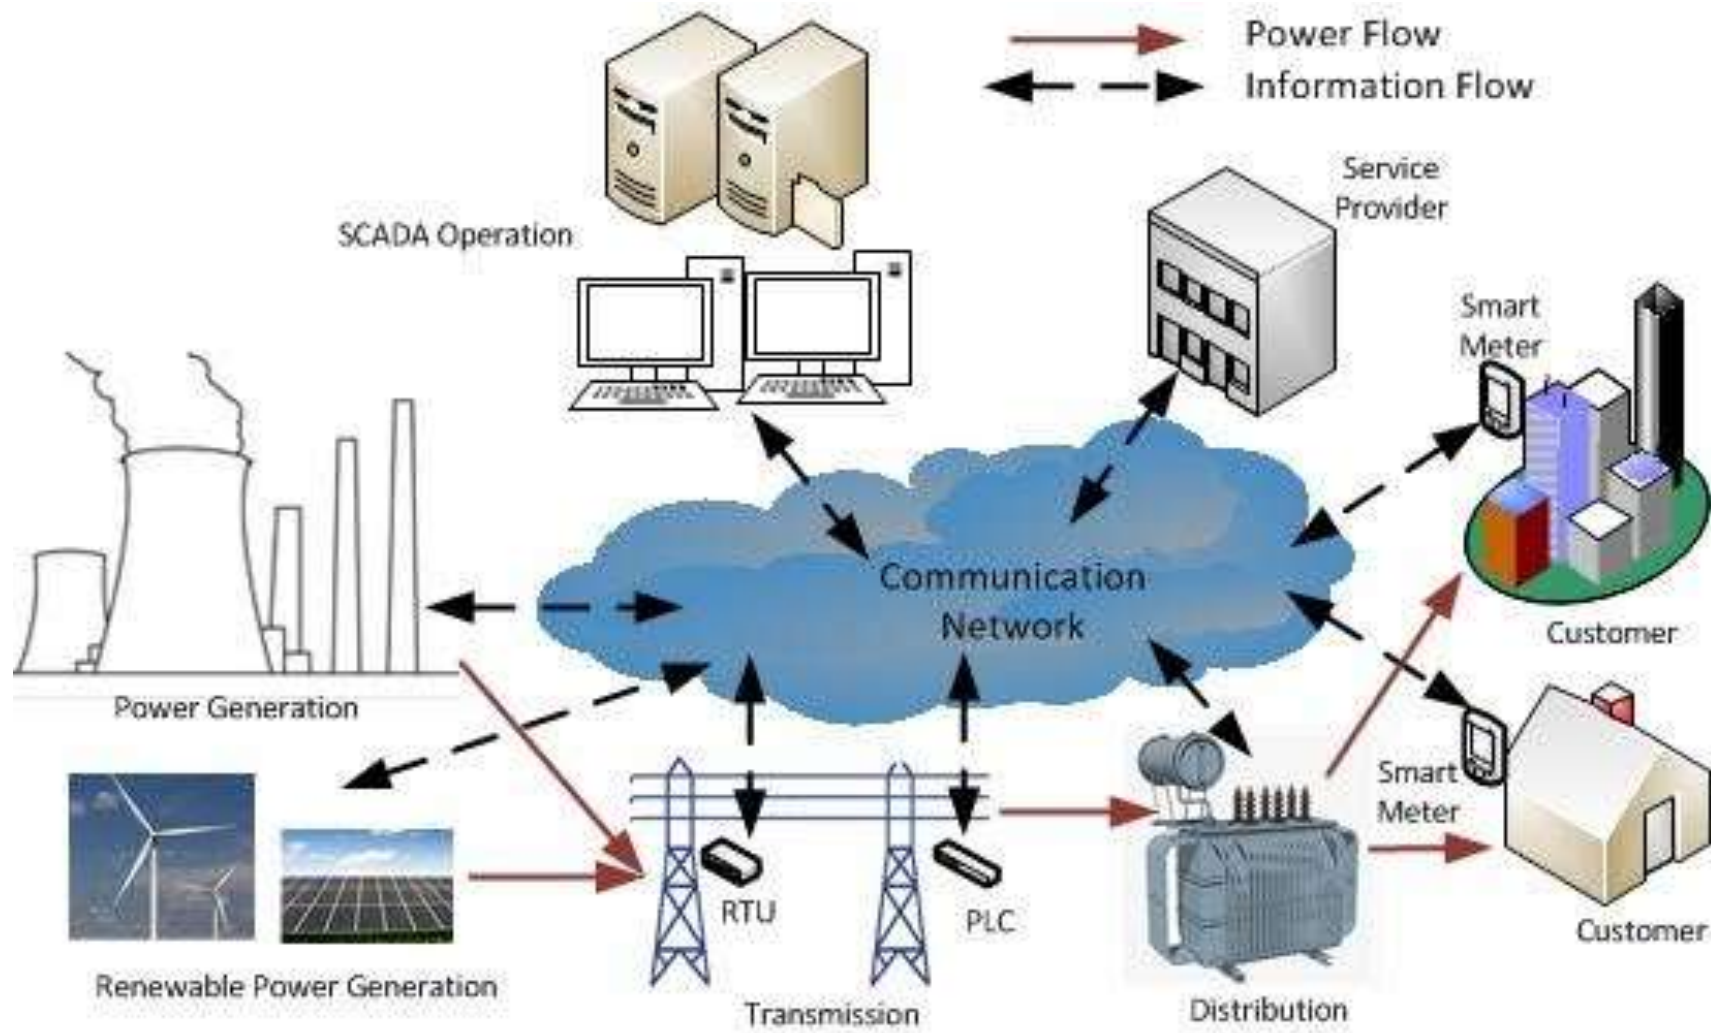 Power Flow
Information Flow
Service
Provider
SCADA Operation
Smart
Meter
Communication
Network
Customer
Power Generation
Smart
Meter
RTU
PLC
Customer
Renewable Power Generation
Transmission
Distribution